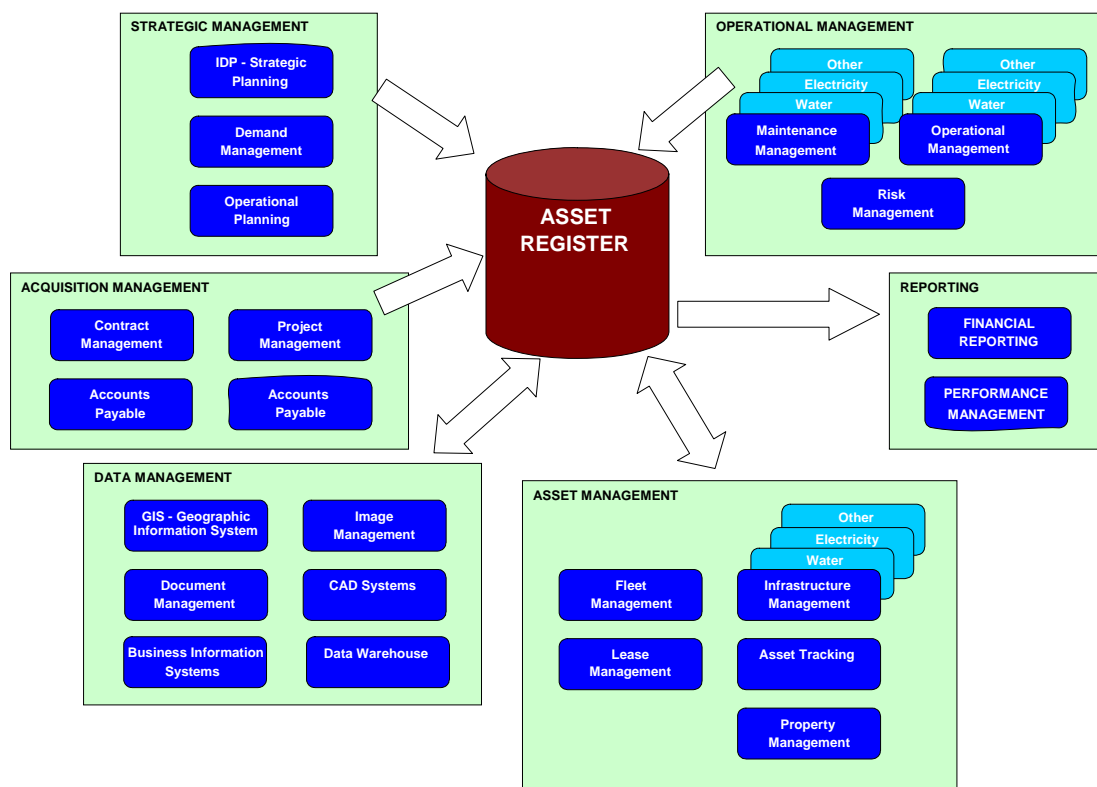 STRATEGIC MANAGEMENT
IDP - Strategic
Planning
Demand
Management
Operational
Planning
OPERATIONAL MANAGEMENT
Other
Electricity
Water
Maintenance
Management
Other
Electricity
Water
Operational
Management
Risk
Management
ASSET
REGISTER
ACQUISITION MANAGEMENT
Contract
Management
Project
Management
Accounts
Payable
Accounts
Payable
REPORTING
FINANCIAL
REPORTING
PERFORMANCE
MANAGEMENT
DATA MANAGEMENT
GIS - Geographic
Information System
Image
Management
Document
Management
CAD Systems
Business Information
Systems
Data Warehouse
ASSET MANAGEMENT
Other
Electricity
Water
Fleet
Management
Infrastructure
Management
Lease
Management
Asset Tracking
Property
Management